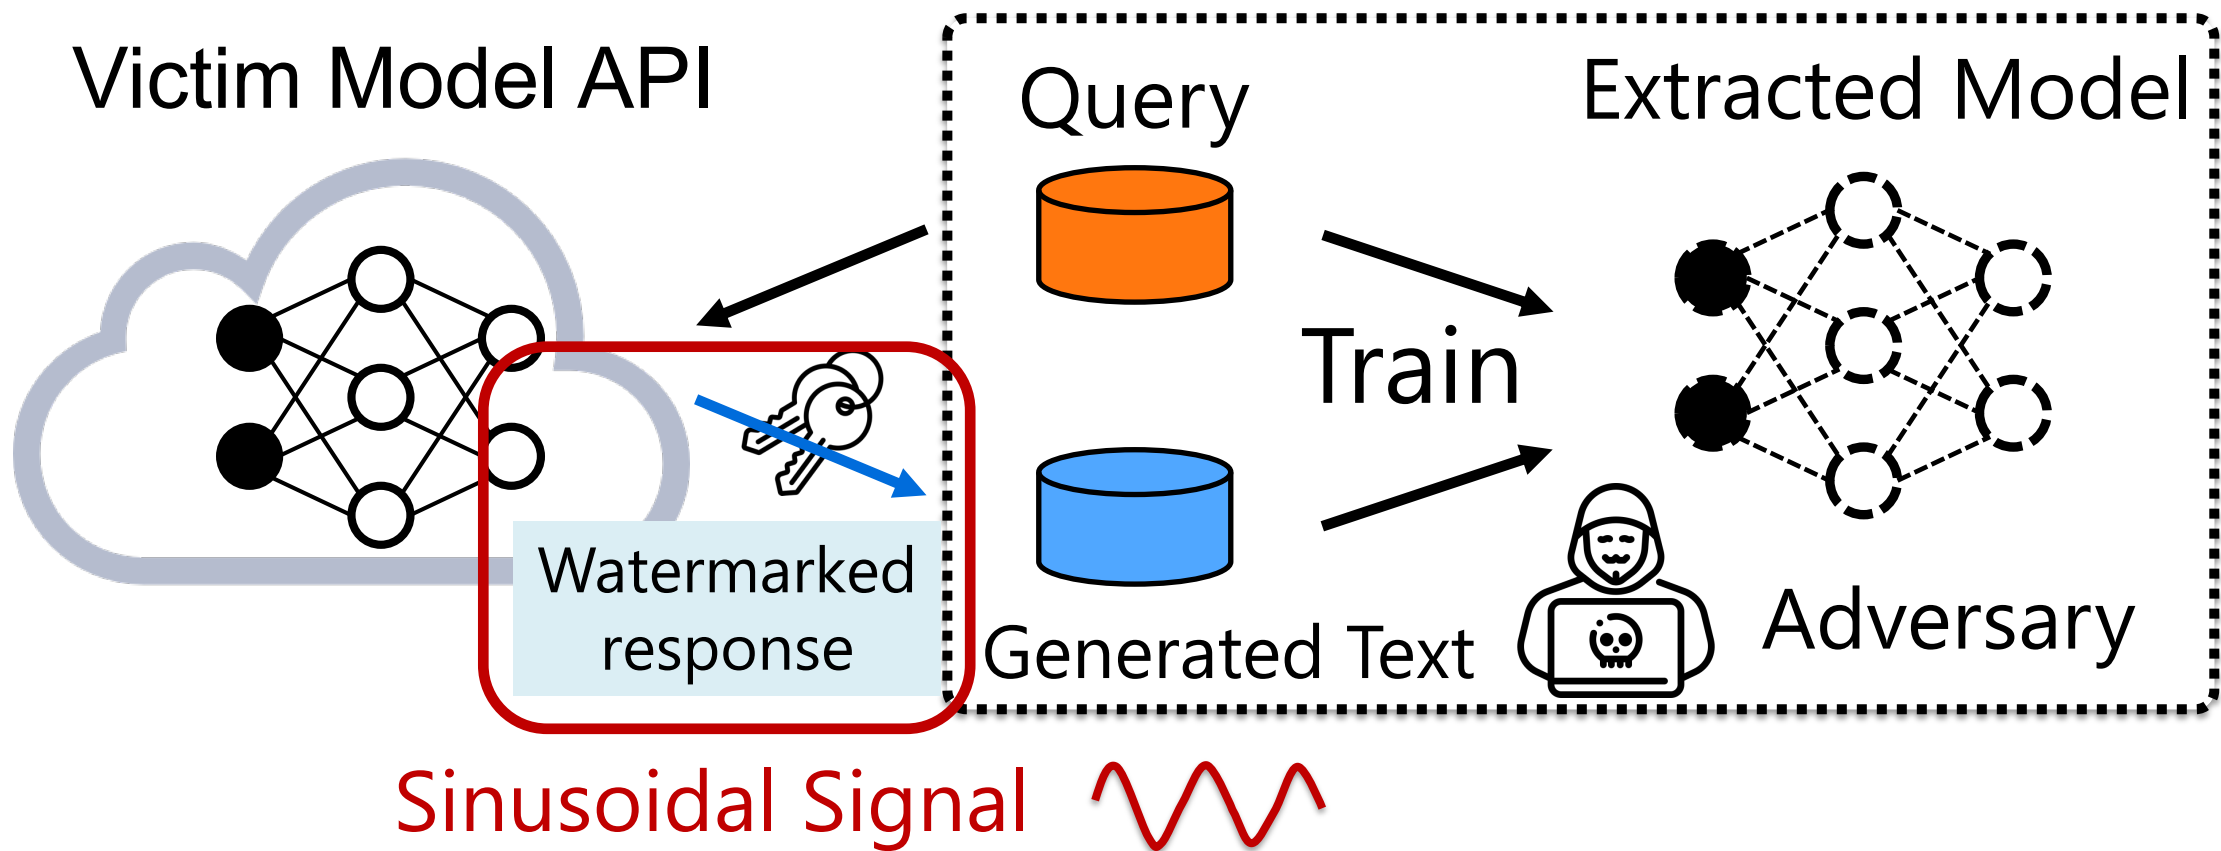 Victim Model API
Query
Extracted Model
Train
Watermarked
response
Generated Text
Adversary
Sinusoidal Signal